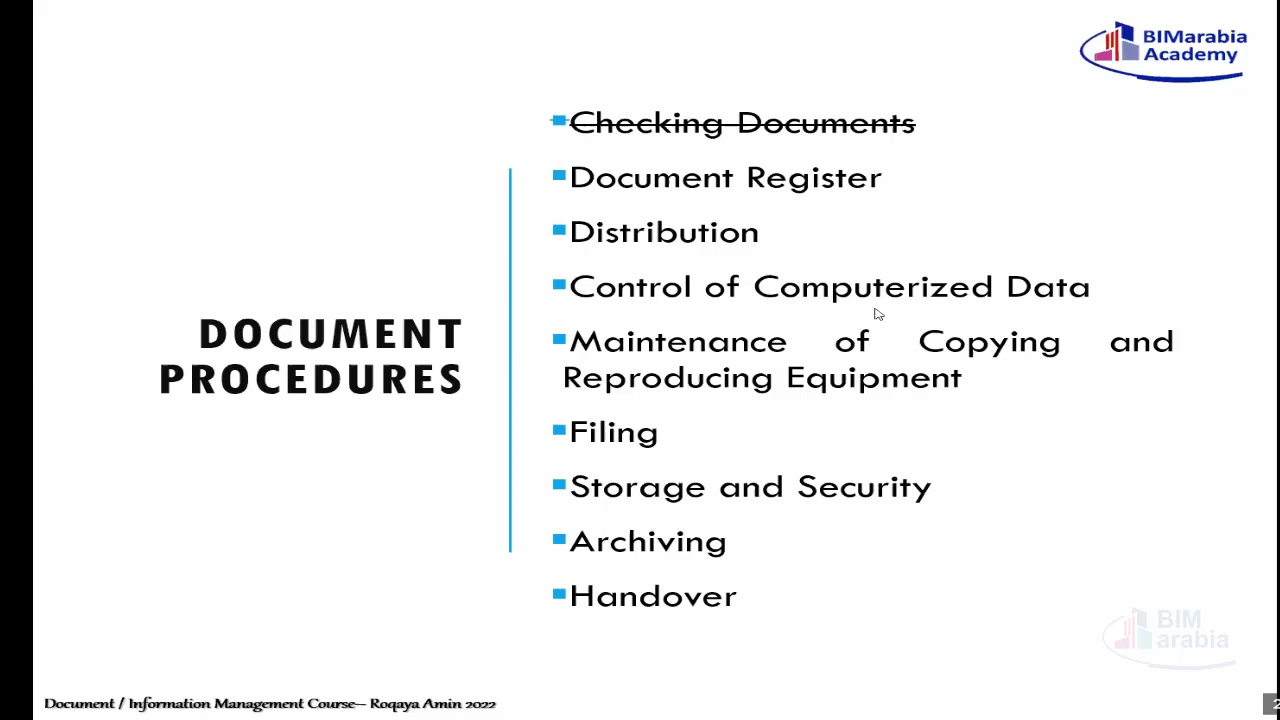 BIMarabia
Academy
Checking Documents
Document Register
Distribution
Control of Computerized Data
Maintenance of Copying and
Reproducing Equipment
Filing
Storage and Security
Archiving
Handover
DOCUMENT
PROCEDURES
BIM
arabia
Document / Information Management Course-- Roqaya Amin 2022